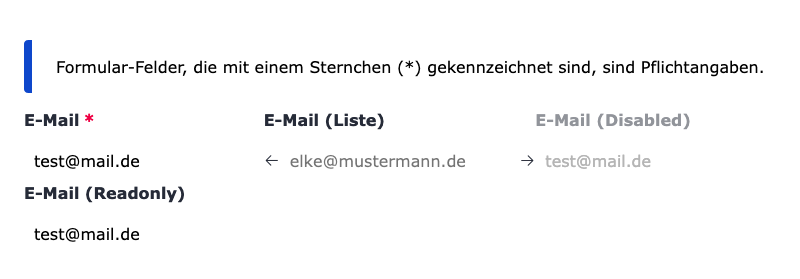 Formular-Felder, die mit einem Sternchen (*) gekennzeichnet sind, sind Pflichtangaben.
E-Mail * E-Mail (Liste) E-Mail (Disabled)
test@mail.de ← elke@mustermann.de → test@mail.de
E-Mail (Readonly)
test@mail.de